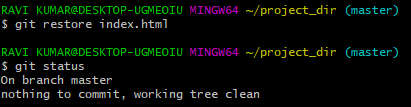 RAVI KUMAR@DESKTOP-UGMEOIU MINGW64 ~/project_dir (master)
$ git restore index.html
RAVI KUMAR@DESKTOP-UGMEOIU MINGW64 ~/project_dir (master)
$ git status
On branch master
nothing to commit, working tree clean